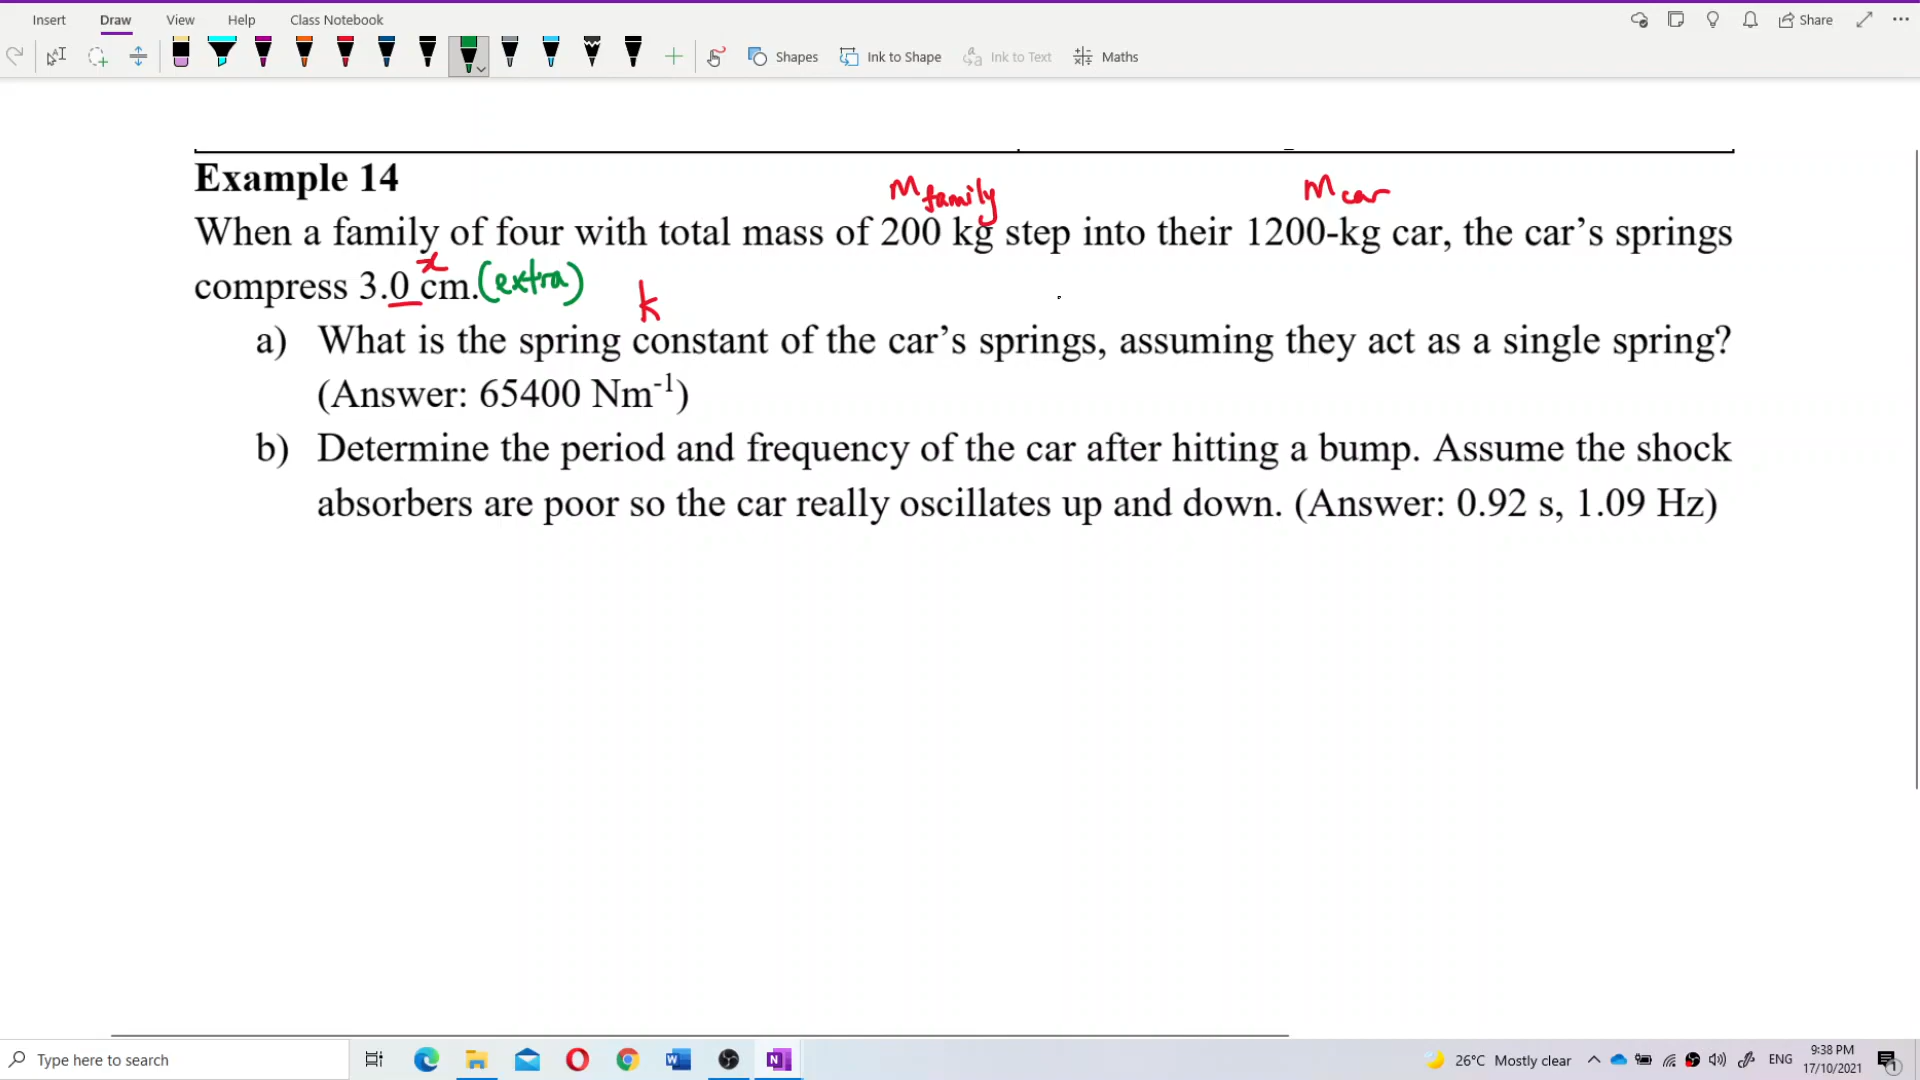 Insert Draw View Help Class Notebook Share
Shapes Ink to Shape Ink to Text Maths
Example 14
m family m car
When a family of four with total mass of 200 kg step into their 1200-kg car, the car’s springs
x
compress 3.0 cm. (extra)
k
a) What is the spring constant of the car’s springs, assuming they act as a single spring?
(Answer: 65400 Nm⁻¹)
b) Determine the period and frequency of the car after hitting a bump. Assume the shock
absorbers are poor so the car really oscillates up and down. (Answer: 0.92 s, 1.09 Hz)
Type here to search 26°C Mostly clear ENG 9:38 PM
17/10/2021